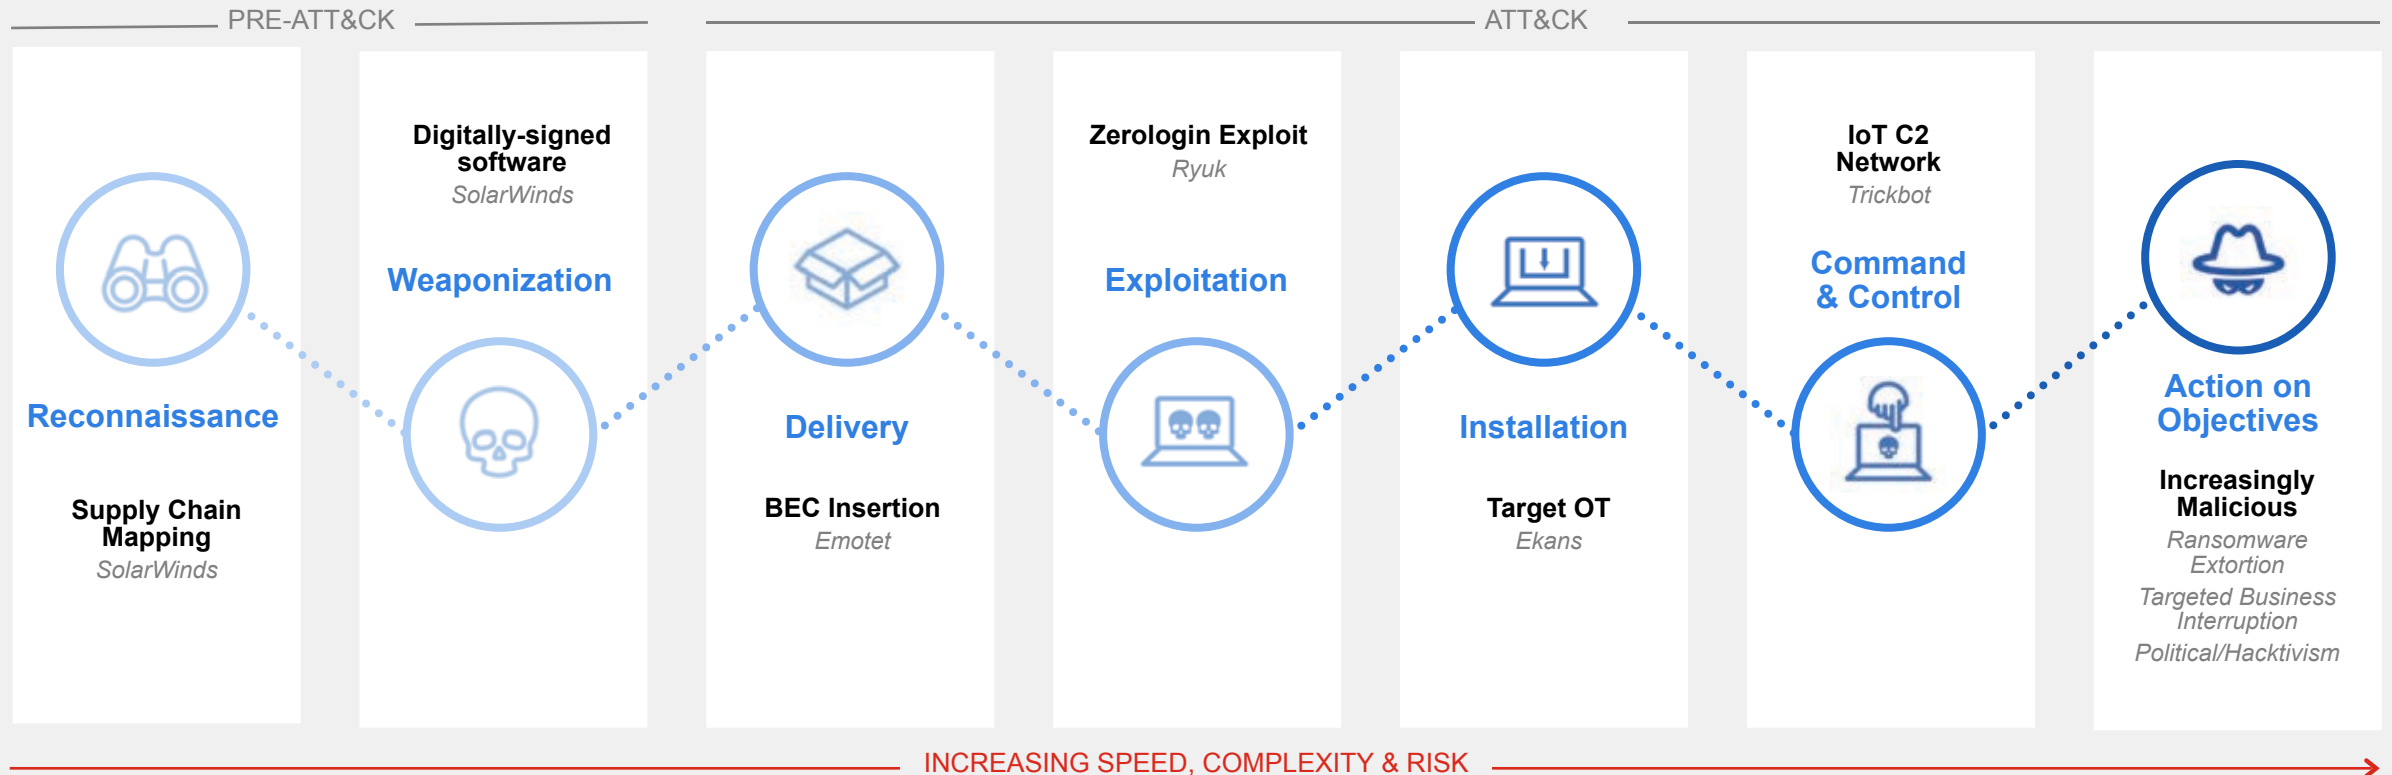 PRE-ATT&CK
ATT&CK
Reconnaissance
Supply Chain
Mapping
SolarWinds
Digitally-signed
software
SolarWinds
Weaponization
Delivery
BEC Insertion
Emotet
Zerologin Exploit
Ryuk
Exploitation
Installation
Target OT
Ekans
IoT C2
Network
Trickbot
Command
& Control
Action on
Objectives
Increasingly
Malicious
Ransomware
Extortion
Targeted Business
Interruption
Political/Hacktivism
INCREASING SPEED, COMPLEXITY & RISK